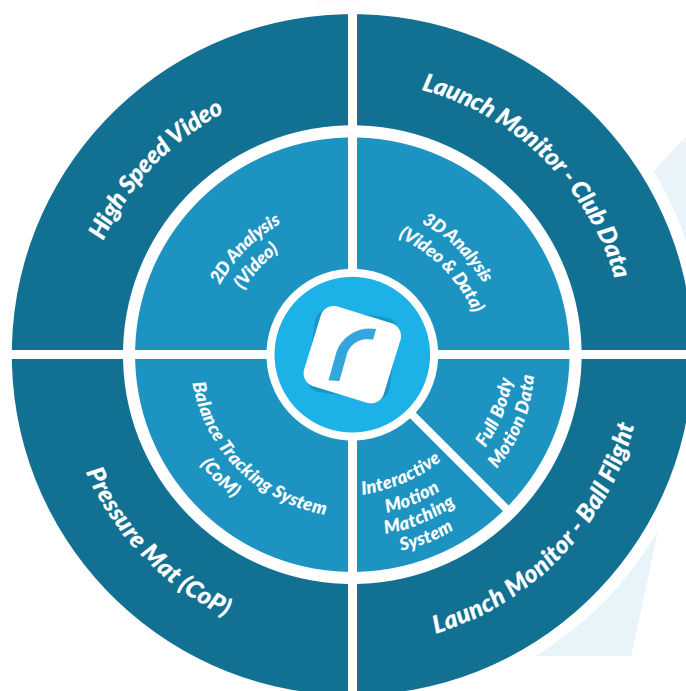 High Speed Video
Launch Monitor - Club Data
2D Analysis
(Video)
3D Analysis
(Video & Data)
Balance Tracking System
(CoM)
Interactive
Motion
Matching
System
Full Body
Motion Data
Pressure Mat (CoP)
Launch Monitor - Ball Flight